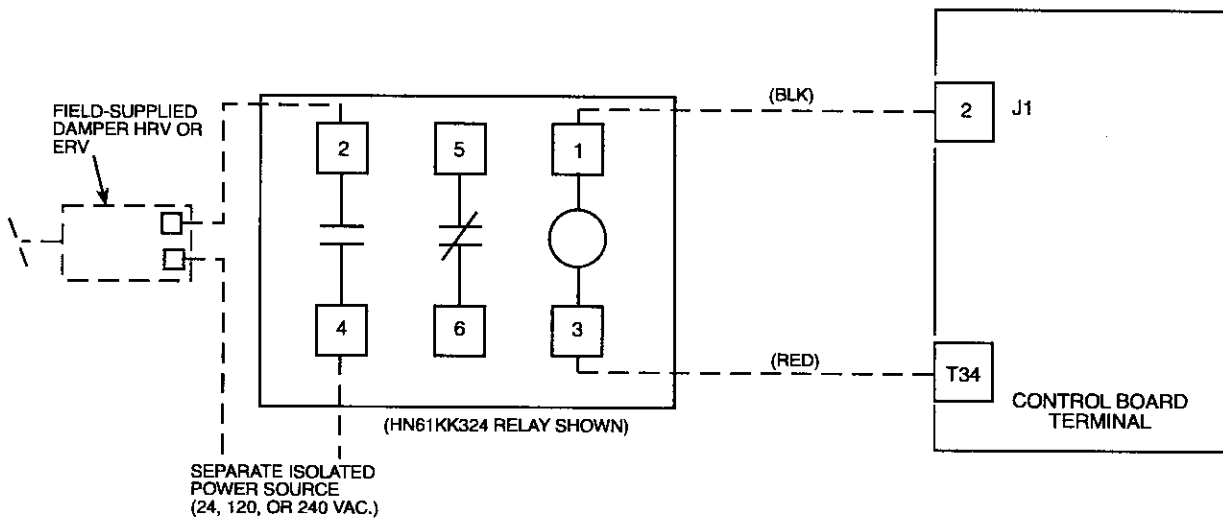 FIELD-SUPPLIED
DAMPER HRV OR
ERV
2
5
1
4
6
3
(BLK)
2
J1
(RED)
T34
CONTROL BOARD
TERMINAL
(HN61KK324 RELAY SHOWN)
SEPARATE ISOLATED
POWER SOURCE
(24, 120, OR 240 VAC.)